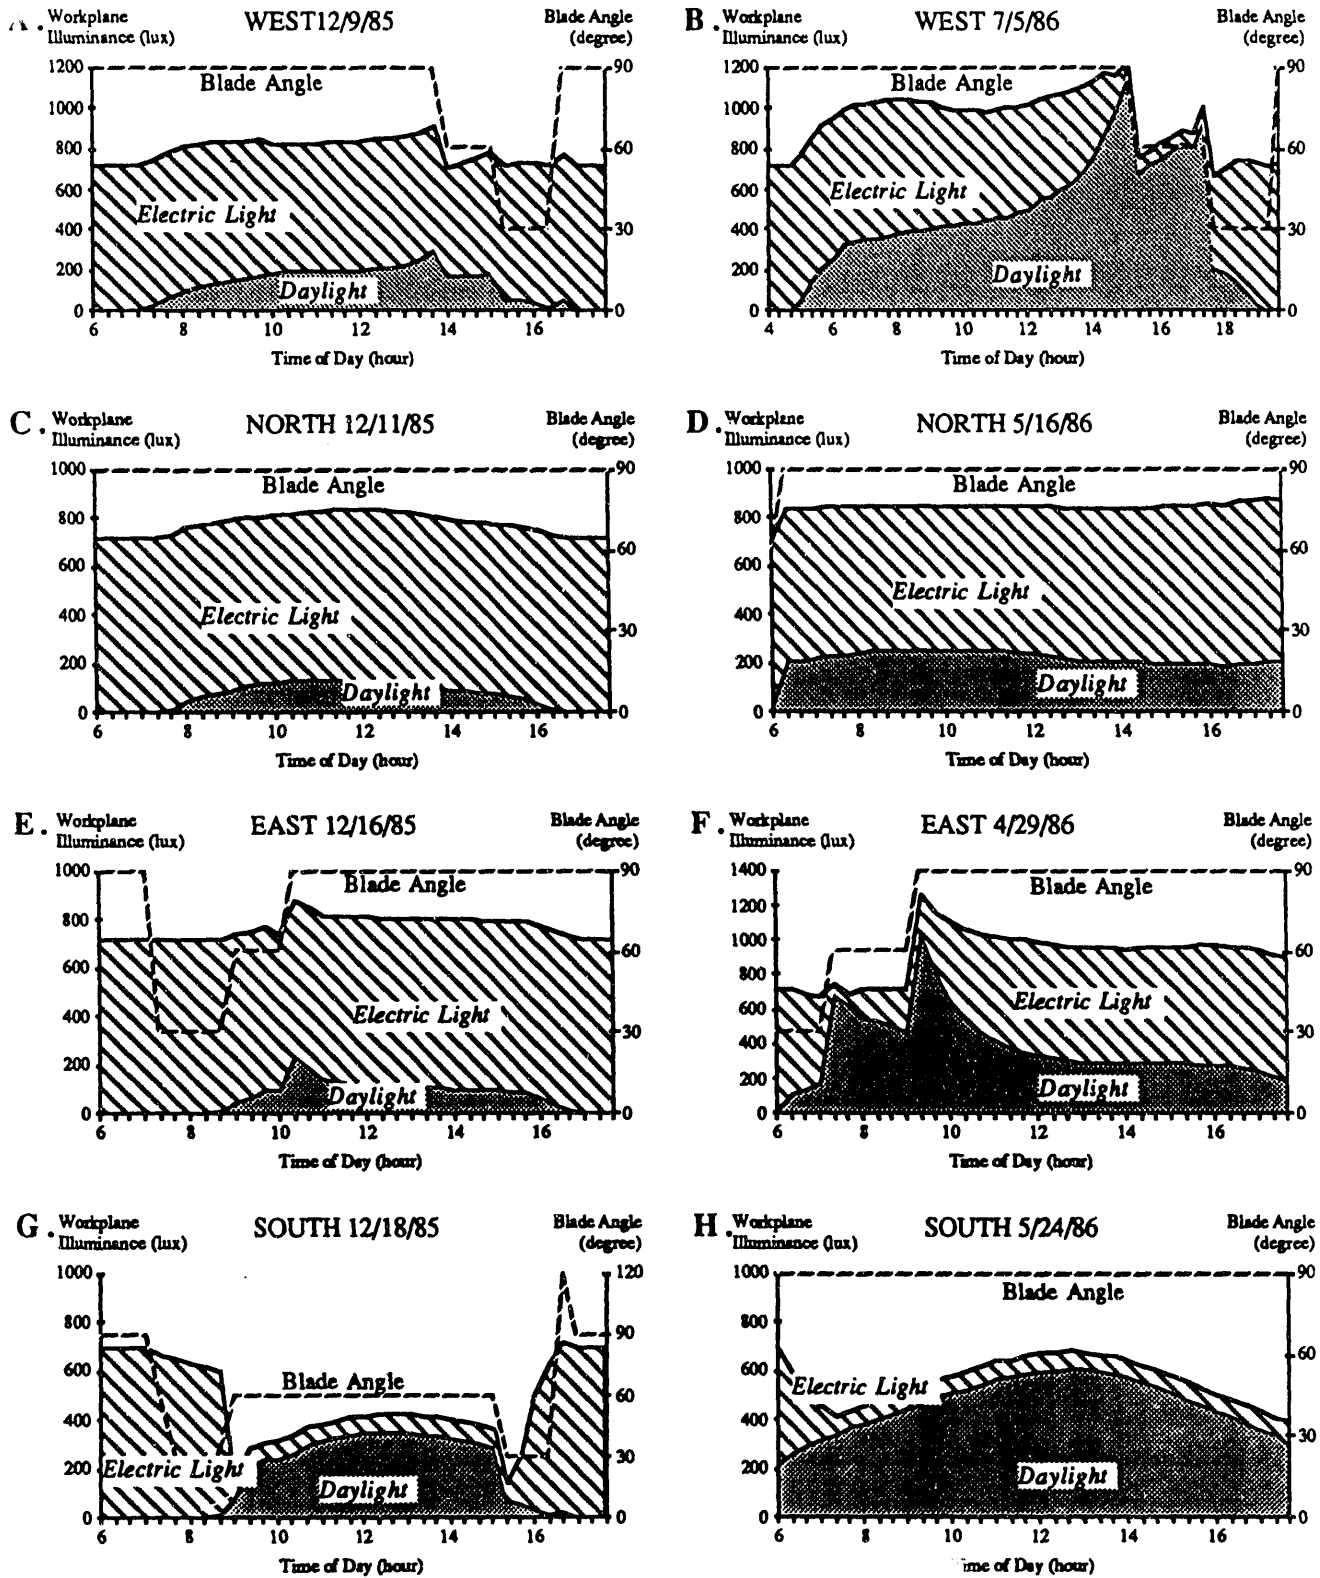 A . Workplane Illuminance (lux) WEST12/9/85 Blade Angle (degree)
1200
1000
800
600
400
200
0
90
60
30
0
Blade Angle
Electric Light
Daylight
6 8 10 12 14 16
Time of Day (hour)
B . Workplane Illuminance (lux) WEST 7/5/86 Blade Angle (degree)
1200
1000
800
600
400
200
0
90
60
30
0
Blade Angle
Electric Light
Daylight
4 6 8 10 12 14 16 18
Time of Day (hour)
C . Workplane Illuminance (lux) NORTH 12/11/85 Blade Angle (degree)
1000
800
600
400
200
0
90
60
30
0
Blade Angle
Electric Light
Daylight
6 8 10 12 14 16
Time of Day (hour)
D . Workplane Illuminance (lux) NORTH 5/16/86 Blade Angle (degree)
1000
800
600
400
200
0
90
60
30
0
Blade Angle
Electric Light
Daylight
6 8 10 12 14 16
Time of Day (hour)
E . Workplane Illuminance (lux) EAST 12/16/85 Blade Angle (degree)
1000
800
600
400
200
0
90
60
30
0
Blade Angle
Electric Light
Daylight
6 8 10 12 14 16
Time of Day (hour)
F . Workplane Illuminance (lux) EAST 4/29/86 Blade Angle (degree)
1400
1200
1000
800
600
400
200
0
90
60
30
0
Blade Angle
Electric Light
Daylight
6 8 10 12 14 16
Time of Day (hour)
G . Workplane Illuminance (lux) SOUTH 12/18/85 Blade Angle (degree)
1000
800
600
400
200
0
120
90
60
30
0
Blade Angle
Electric Light
Daylight
6 8 10 12 14 16
Time of Day (hour)
H . Workplane Illuminance (lux) SOUTH 5/24/86 Blade Angle (degree)
1000
800
600
400
200
0
90
60
30
0
Blade Angle
Electric Light
Daylight
6 8 10 12 14 16
Time of Day (hour)